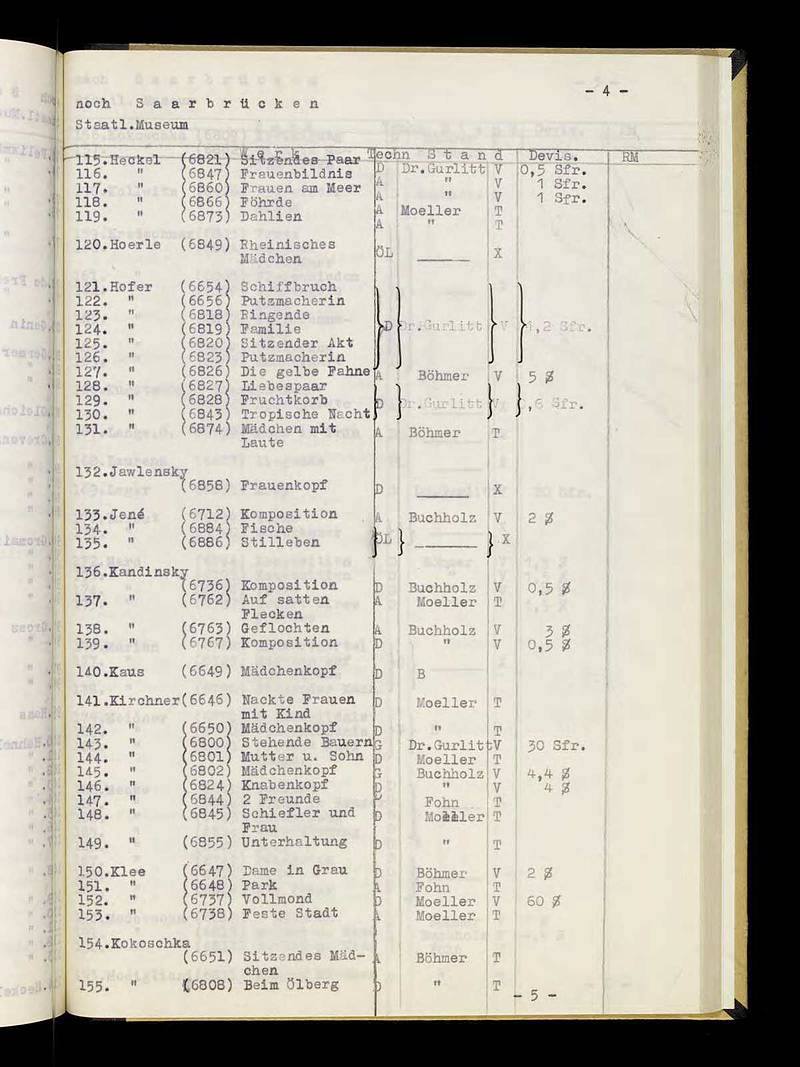 - 4 -
noch Saarbrücken
Staatl.Museum
Werk Techn Stand Devis. RM
115.Heckel (6821) Sitzendes Paar D Dr.Gurlitt V 0,5 Sfr.
116. " (6847) Frauenbildnis A " V 1 Sfr.
117. " (6860) Frauen am Meer A " V 1 Sfr.
118. " (6866) Föhrde A Moeller T
119. " (6873) Dahlien A " T
120.Hoerle (6849) Rheinisches
Mädchen ÖL ______ X
121.Hofer (6654) Schiffbruch
122. " (6656) Putzmacherin
123. " (6818) Ringende
124. " (6819) Familie D Dr.Gurlitt V 1,2 Sfr.
125. " (6820) Sitzender Akt
126. " (6823) Putzmacherin
127. " (6826) Die gelbe Fahne A Böhmer V 5 $
128. " (6827) Liebespaar
129. " (6828) Fruchtkorb D Dr.Gurlitt V ,6 Sfr.
130. " (6843) Tropische Nacht
131. " (6874) Mädchen mit A Böhmer T
Laute
132.Jawlensky
(6858) Frauenkopf D ______ X
133.Jené (6712) Komposition A Buchholz V 2 $
134. " (6884) Fische
135. " (6886) Stilleben ÖL ______ X
136.Kandinsky
(6736) Komposition D Buchholz V 0,5 $
137. " (6762) Auf satten A Moeller T
Flecken
138. " (6763) Geflochten A Buchholz V 3 $
139. " (6767) Komposition D " V 0,5 $
140.Kaus (6649) Mädchenkopf D B
141.Kirchner(6646) Nackte Frauen D Moeller T
mit Kind
142. " (6650) Mädchenkopf D " T
143. " (6800) Stehende Bauern G Dr.Gurlitt V 30 Sfr.
144. " (6801) Mutter u. Sohn D Moeller T
145. " (6802) Mädchenkopf G Buchholz V 4,4 $
146. " (6824) Knabenkopf D " V 4 $
147. " (6844) 2 Freunde Fohn T
148. " (6845) Schiefler und D Moeller T
Frau
149. " (6855) Unterhaltung D " T
150.Klee (6647) Dame in Grau D Böhmer V 2 $
151. " (6648) Park A Fohn T
152. " (6737) Vollmond D Moeller V 60 $
153. " (6738) Feste Stadt A Moeller T
154.Kokoschka
(6651) Sitzendes Mäd- A Böhmer T
chen
155. " (6808) Beim Ölberg D " T
- 5 -